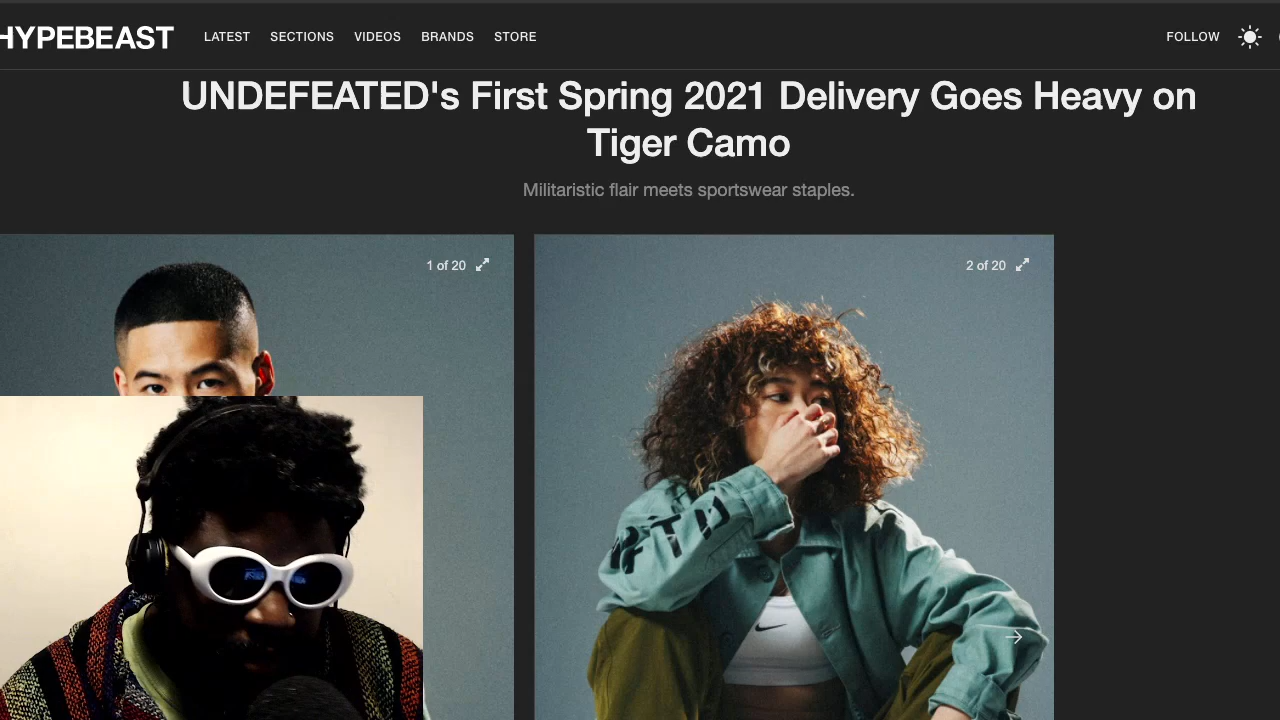 HYPEBEAST
LATEST SECTIONS VIDEOS BRANDS STORE
FOLLOW
UNDEFEATED's First Spring 2021 Delivery Goes Heavy on
Tiger Camo
Militaristic flair meets sportswear staples.
1 of 20
2 of 20